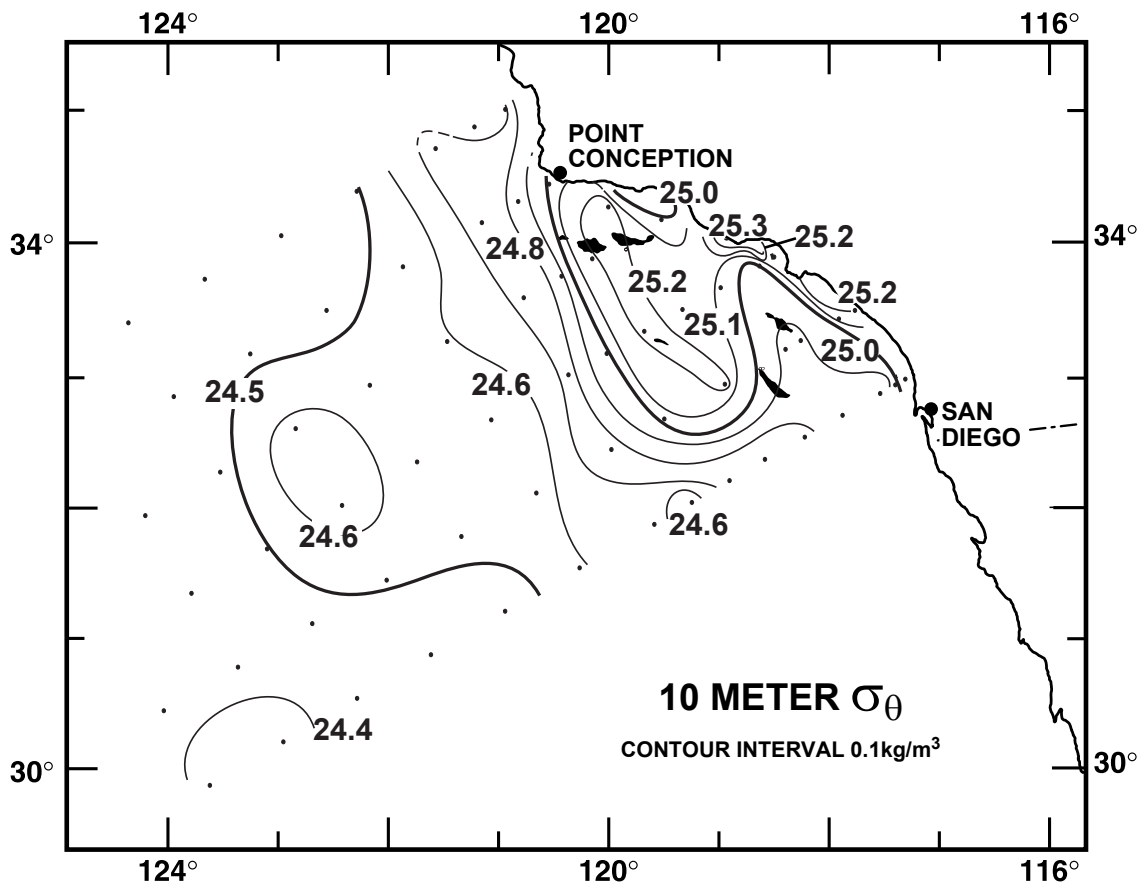 124° 120° 116°
POINT
CONCEPTION
25.0
25.3 25.2
34° 24.8 34°
25.2
25.2
25.1
25.0
24.5 24.6
SAN
DIEGO
24.6
24.6
10 METER σθ
24.4
CONTOUR INTERVAL 0.1kg/m³
30° 30°
124° 120° 116°